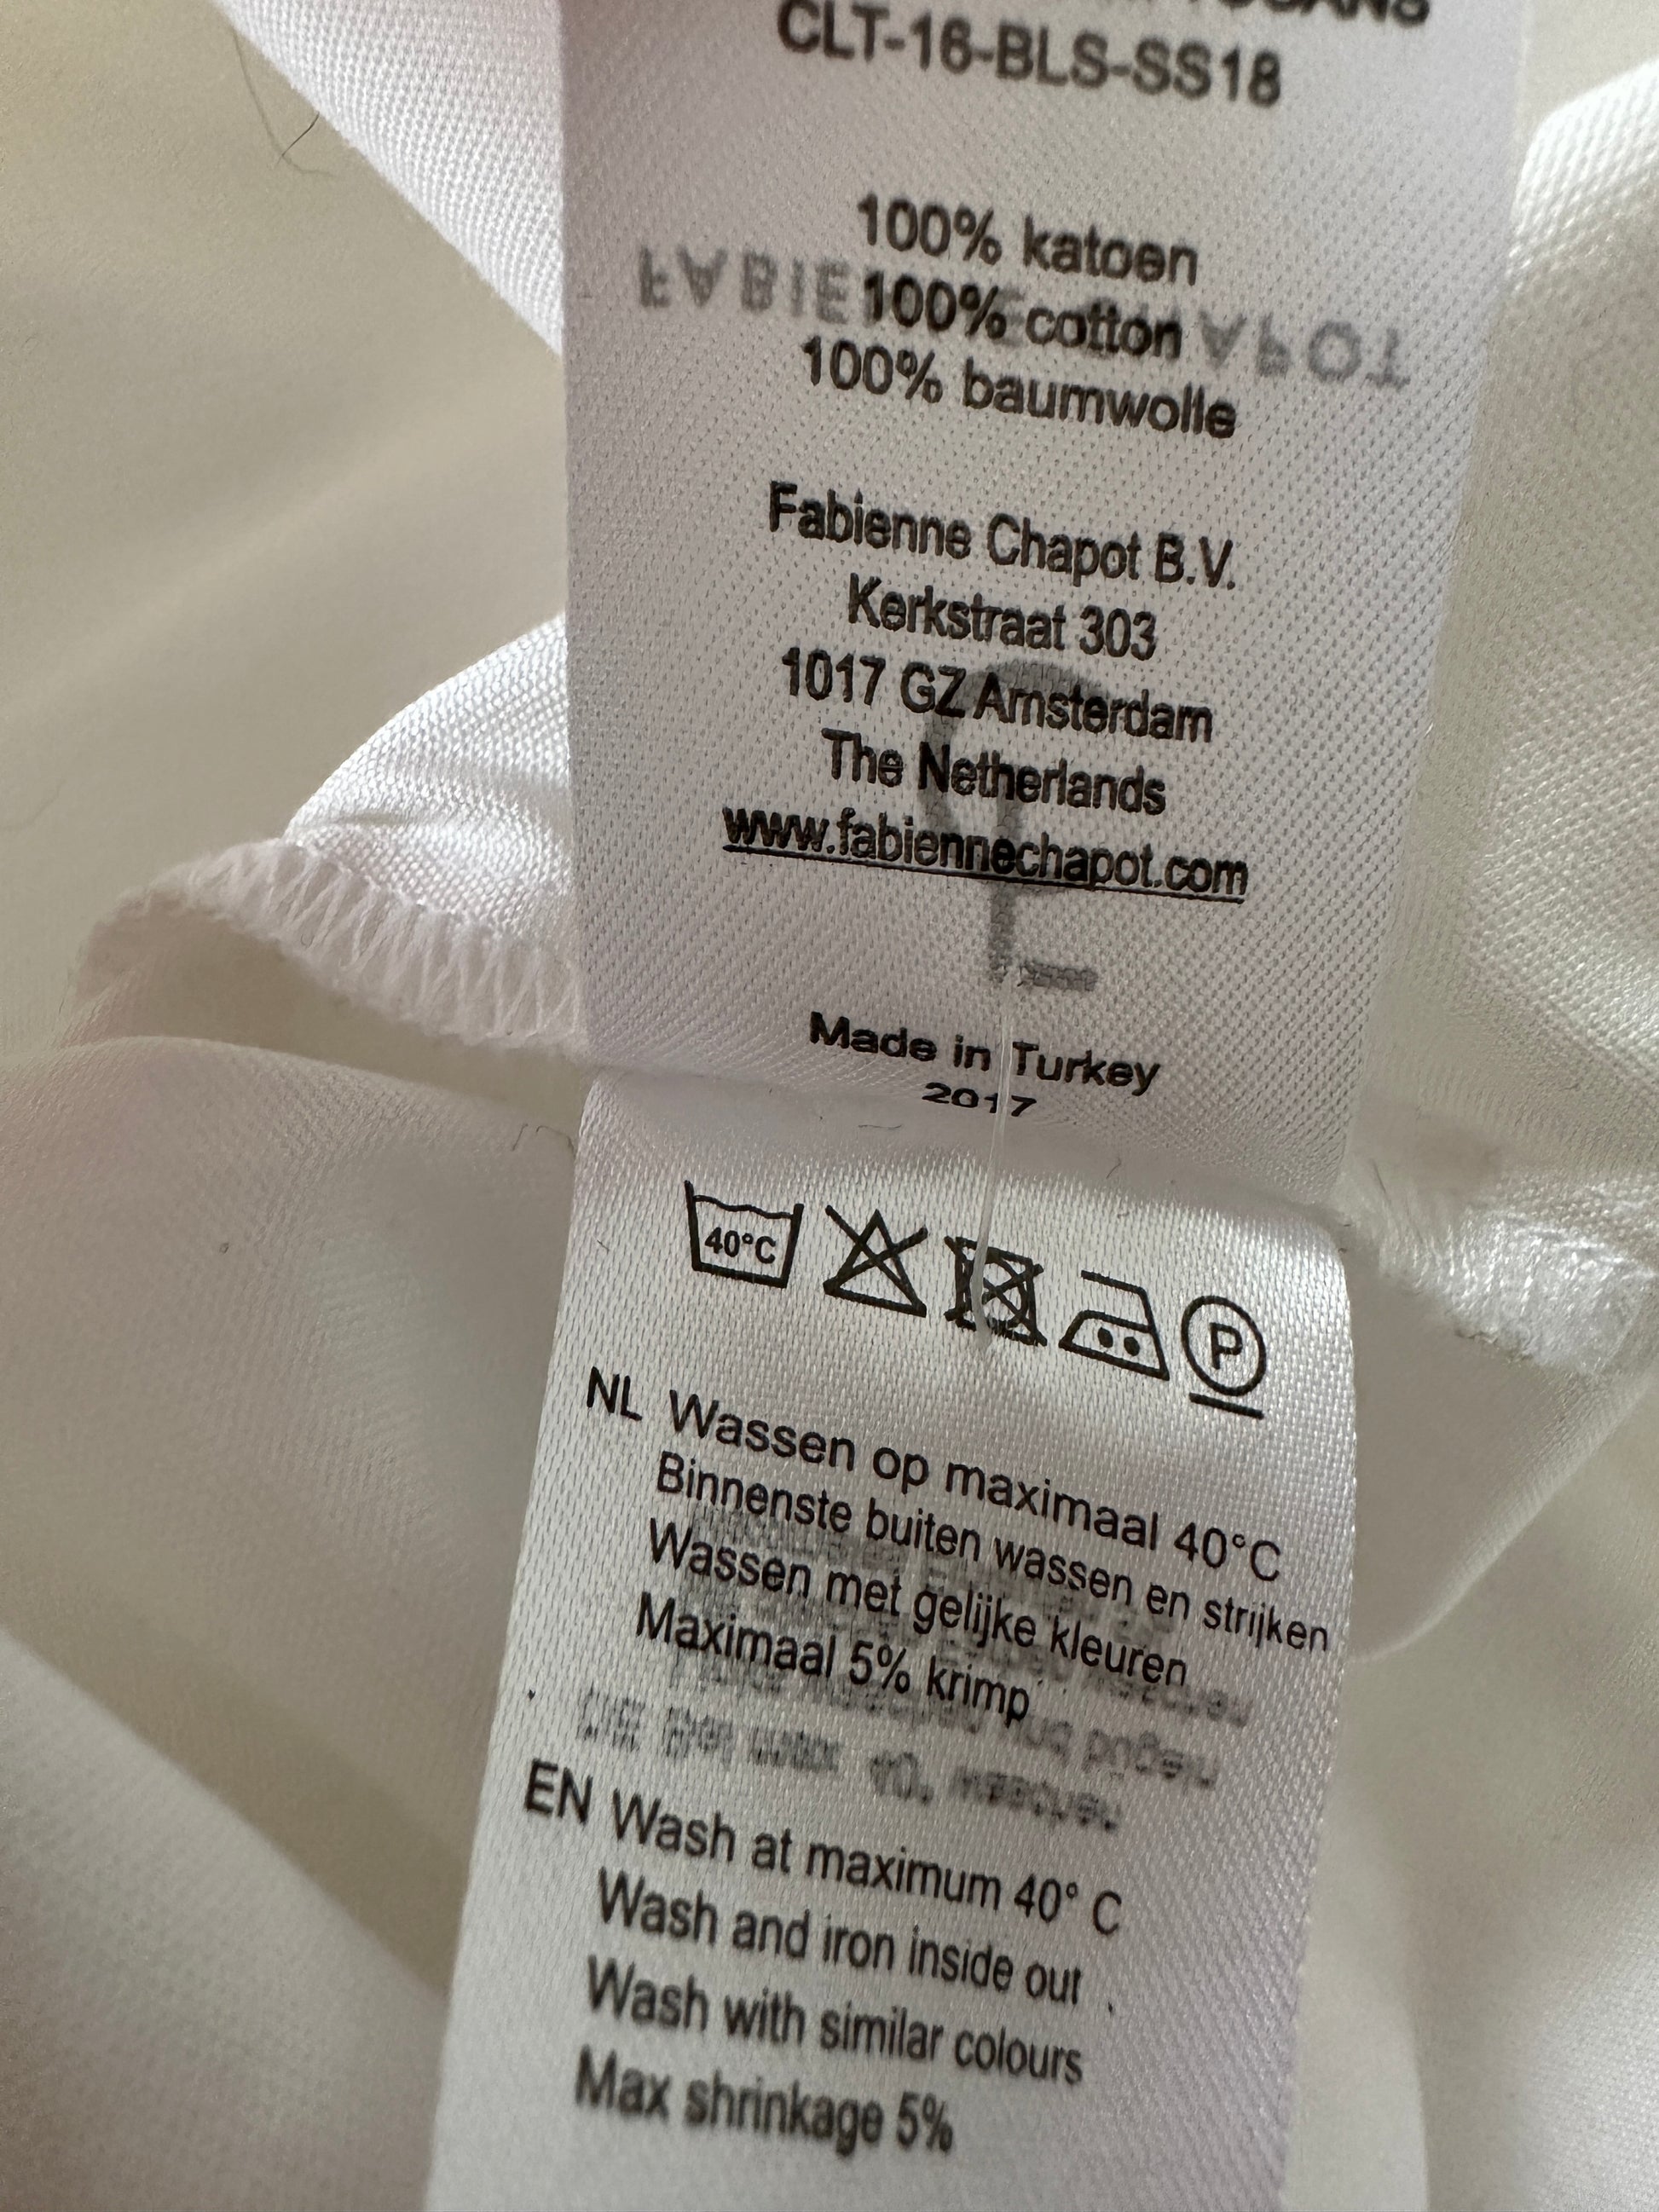 CLT-16-BLS-SS18
100% katoen
100% cotton
100% baumwolle
Fabienne Chapot B.V.
Kerkstraat 303
1017 GZ Amsterdam
The Netherlands
www.fabiennechapot.com
Made in Turkey
2017
40°C
P
NL Wassen op maximaal 40°C
Binnenste buiten wassen en strijken
Wassen met gelijke kleuren
Maximaal 5% krimp
EN Wash at maximum 40° C
Wash and iron inside out
Wash with similar colours
Max shrinkage 5%